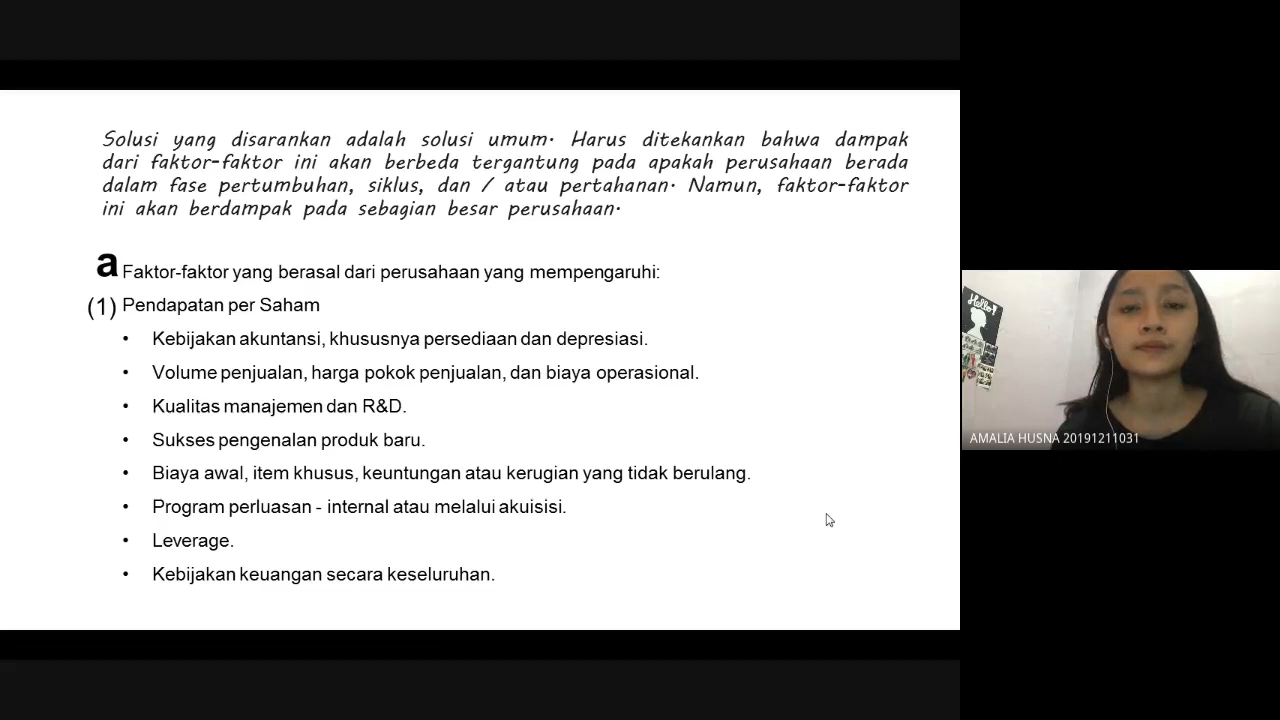 Solusi yang disarankan adalah solusi umum. Harus ditekankan bahwa dampak
dari faktor-faktor ini akan berbeda tergantung pada apakah perusahaan berada
dalam fase pertumbuhan, siklus, dan / atau pertahanan. Namun, faktor-faktor
ini akan berdampak pada sebagian besar perusahaan.
a Faktor-faktor yang berasal dari perusahaan yang mempengaruhi:
(1) Pendapatan per Saham
• Kebijakan akuntansi, khususnya persediaan dan depresiasi.
• Volume penjualan, harga pokok penjualan, dan biaya operasional.
• Kualitas manajemen dan R&D.
• Sukses pengenalan produk baru.
• Biaya awal, item khusus, keuntungan atau kerugian yang tidak berulang.
• Program perluasan - internal atau melalui akuisisi.
• Leverage.
• Kebijakan keuangan secara keseluruhan.
Hello!
AMALIA HUSNA 20191211031